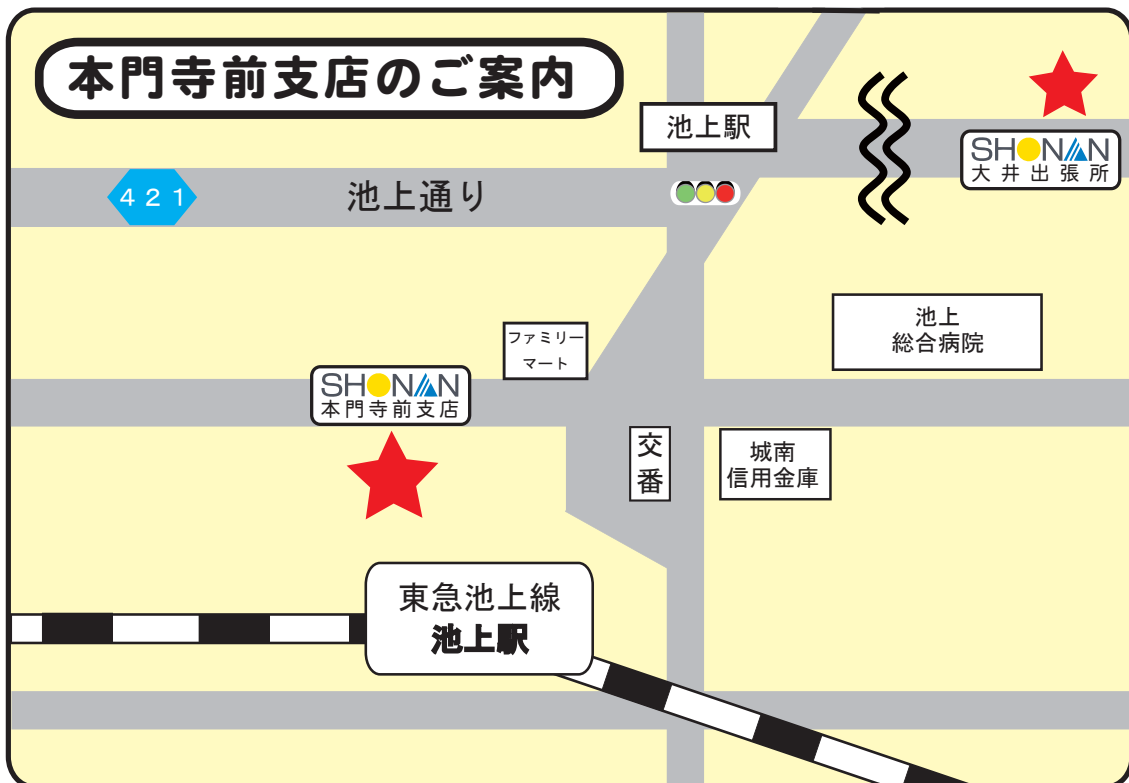 本門寺前支店のご案内
池上駅
SHONAN
大井出張所
421
池上通り
池上
総合病院
ファミリー
マート
SHONAN
本門寺前支店
交
番
城南
信用金庫
東急池上線
池上駅